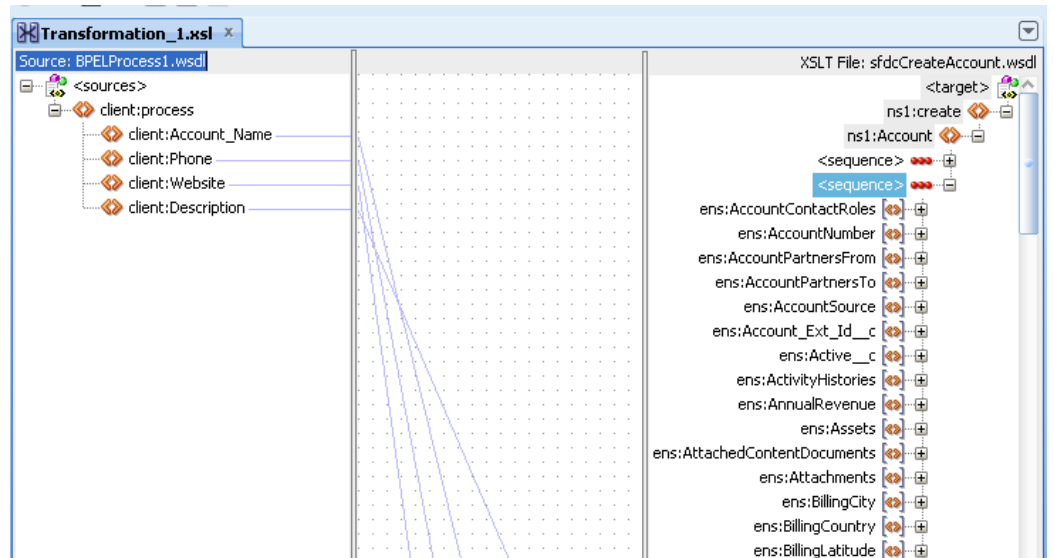 Transformation_1.xsl x
Source: BPELProcess1.wsdl
XSLT File: sfdcCreateAccount.wsdl
<sources>
client:process
client:Account_Name
client:Phone
client:Website
client:Description
<target>
ns1:create
ns1:Account
<sequence>
<sequence>
ens:AccountContactRoles
ens:AccountNumber
ens:AccountPartnersFrom
ens:AccountPartnersTo
ens:AccountSource
ens:Account_Ext_Id__c
ens:Active__c
ens:ActivityHistories
ens:AnnualRevenue
ens:Assets
ens:AttachedContentDocuments
ens:Attachments
ens:BillingCity
ens:BillingCountry
ens:BillingLatitude